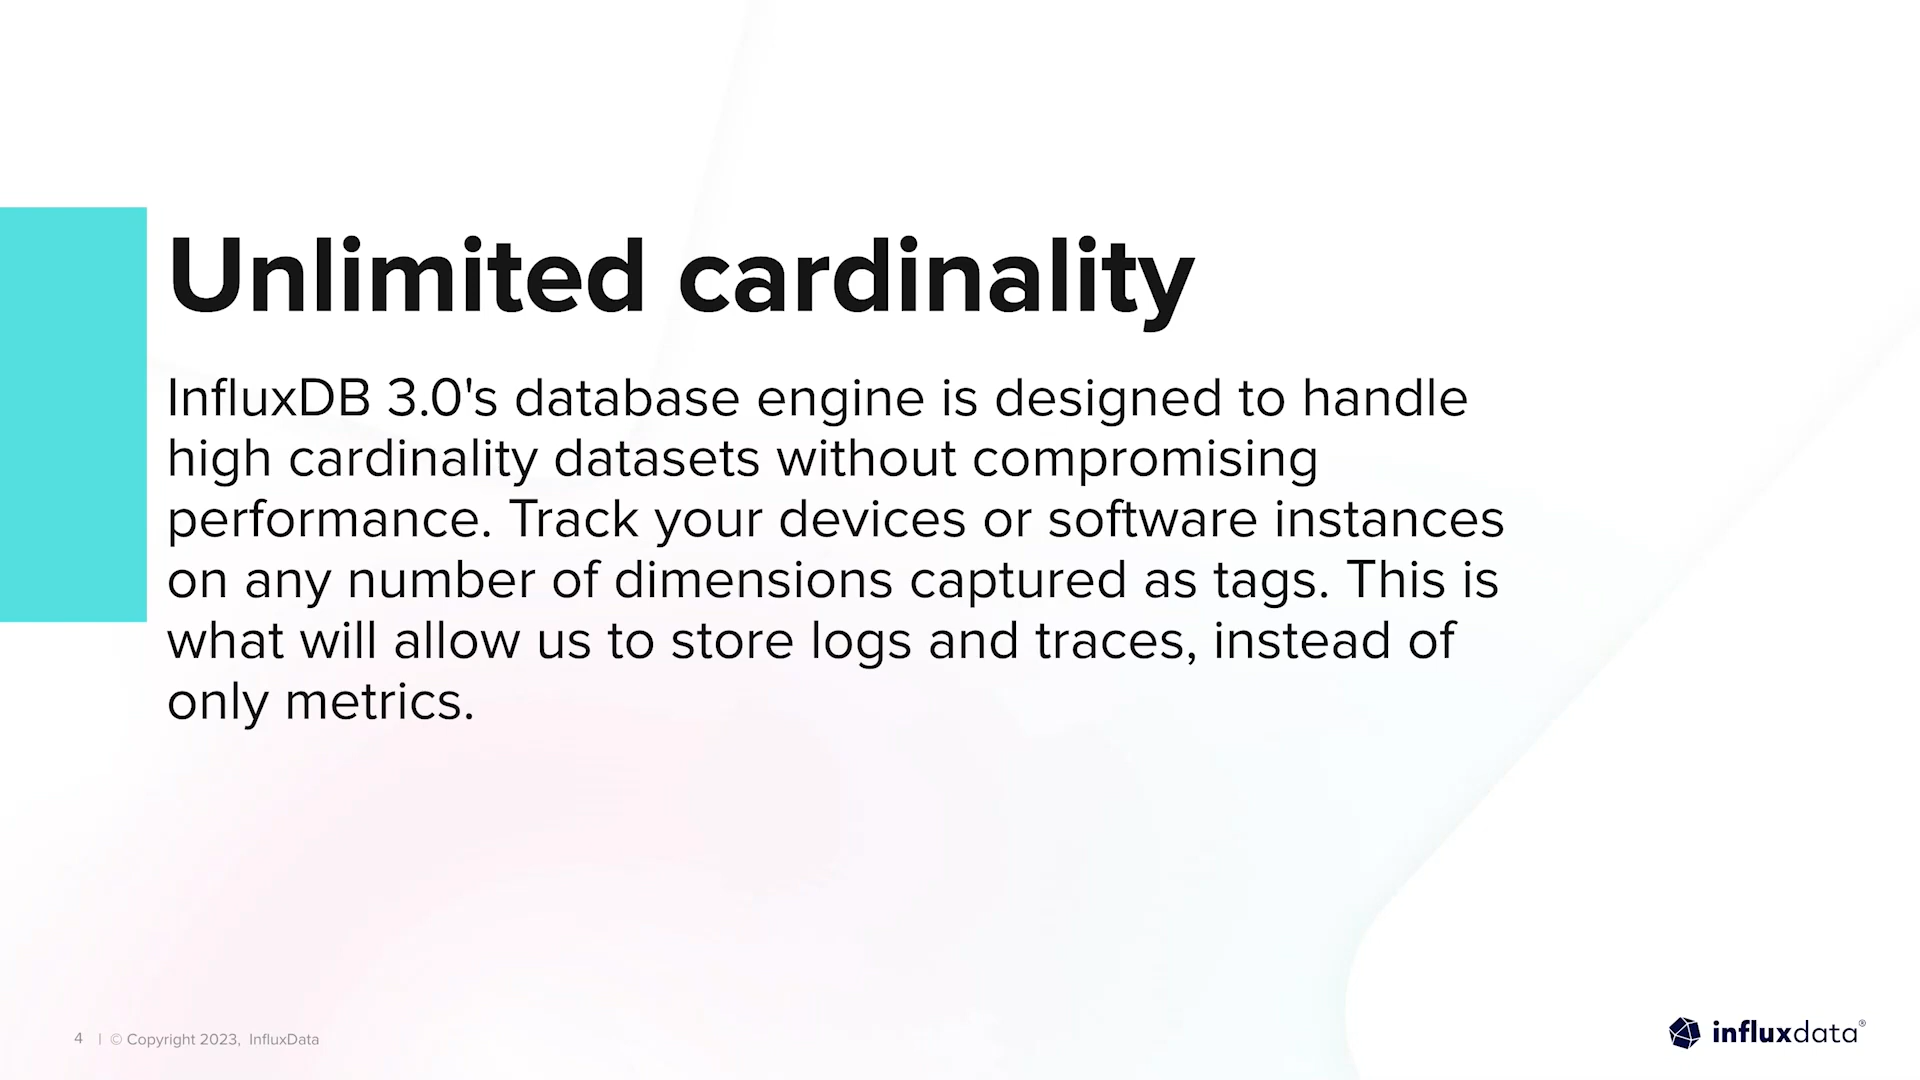 Unlimited cardinality
InfluxDB 3.0's database engine is designed to handle
high cardinality datasets without compromising
performance. Track your devices or software instances
on any number of dimensions captured as tags. This is
what will allow us to store logs and traces, instead of
only metrics.
4 | © Copyright 2023, InfluxData
influxdata®